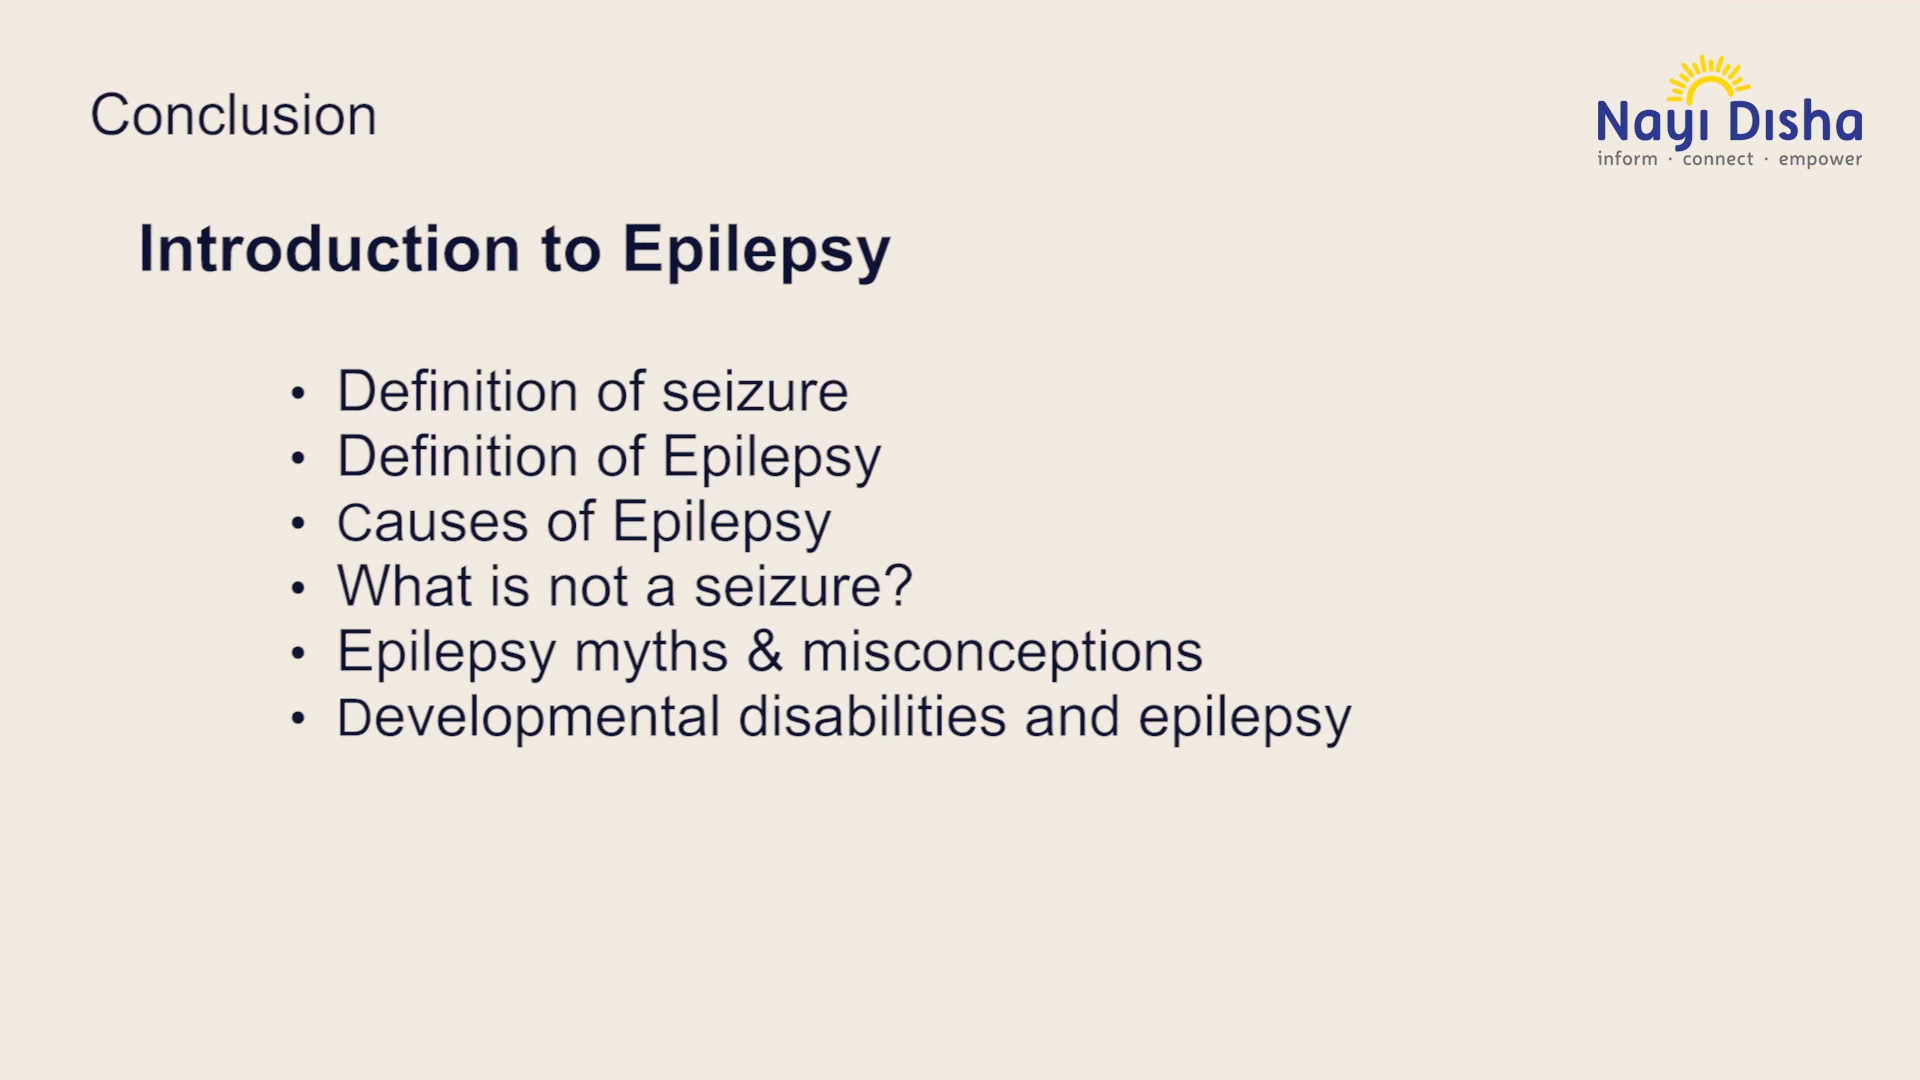 Conclusion
Nayi Disha
inform · connect · empower
Introduction to Epilepsy
• Definition of seizure
• Definition of Epilepsy
• Causes of Epilepsy
• What is not a seizure?
• Epilepsy myths & misconceptions
• Developmental disabilities and epilepsy